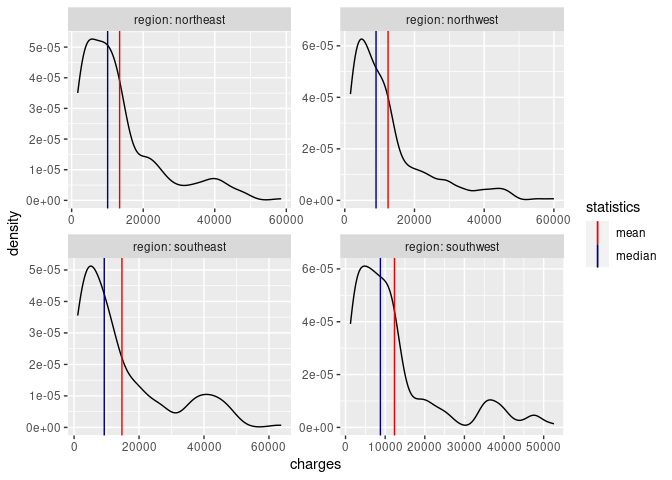 region: northeast
region: northwest
5e-05
4e-05
3e-05
2e-05
1e-05
0e+00
0
20000
40000
60000
6e-05
4e-05
2e-05
0e+00
0
20000
40000
60000
density
region: southeast
region: southwest
5e-05
4e-05
3e-05
2e-05
1e-05
0e+00
0
20000
40000
60000
6e-05
4e-05
2e-05
0e+00
0
10000
20000
30000
40000
50000
charges
statistics
mean
median